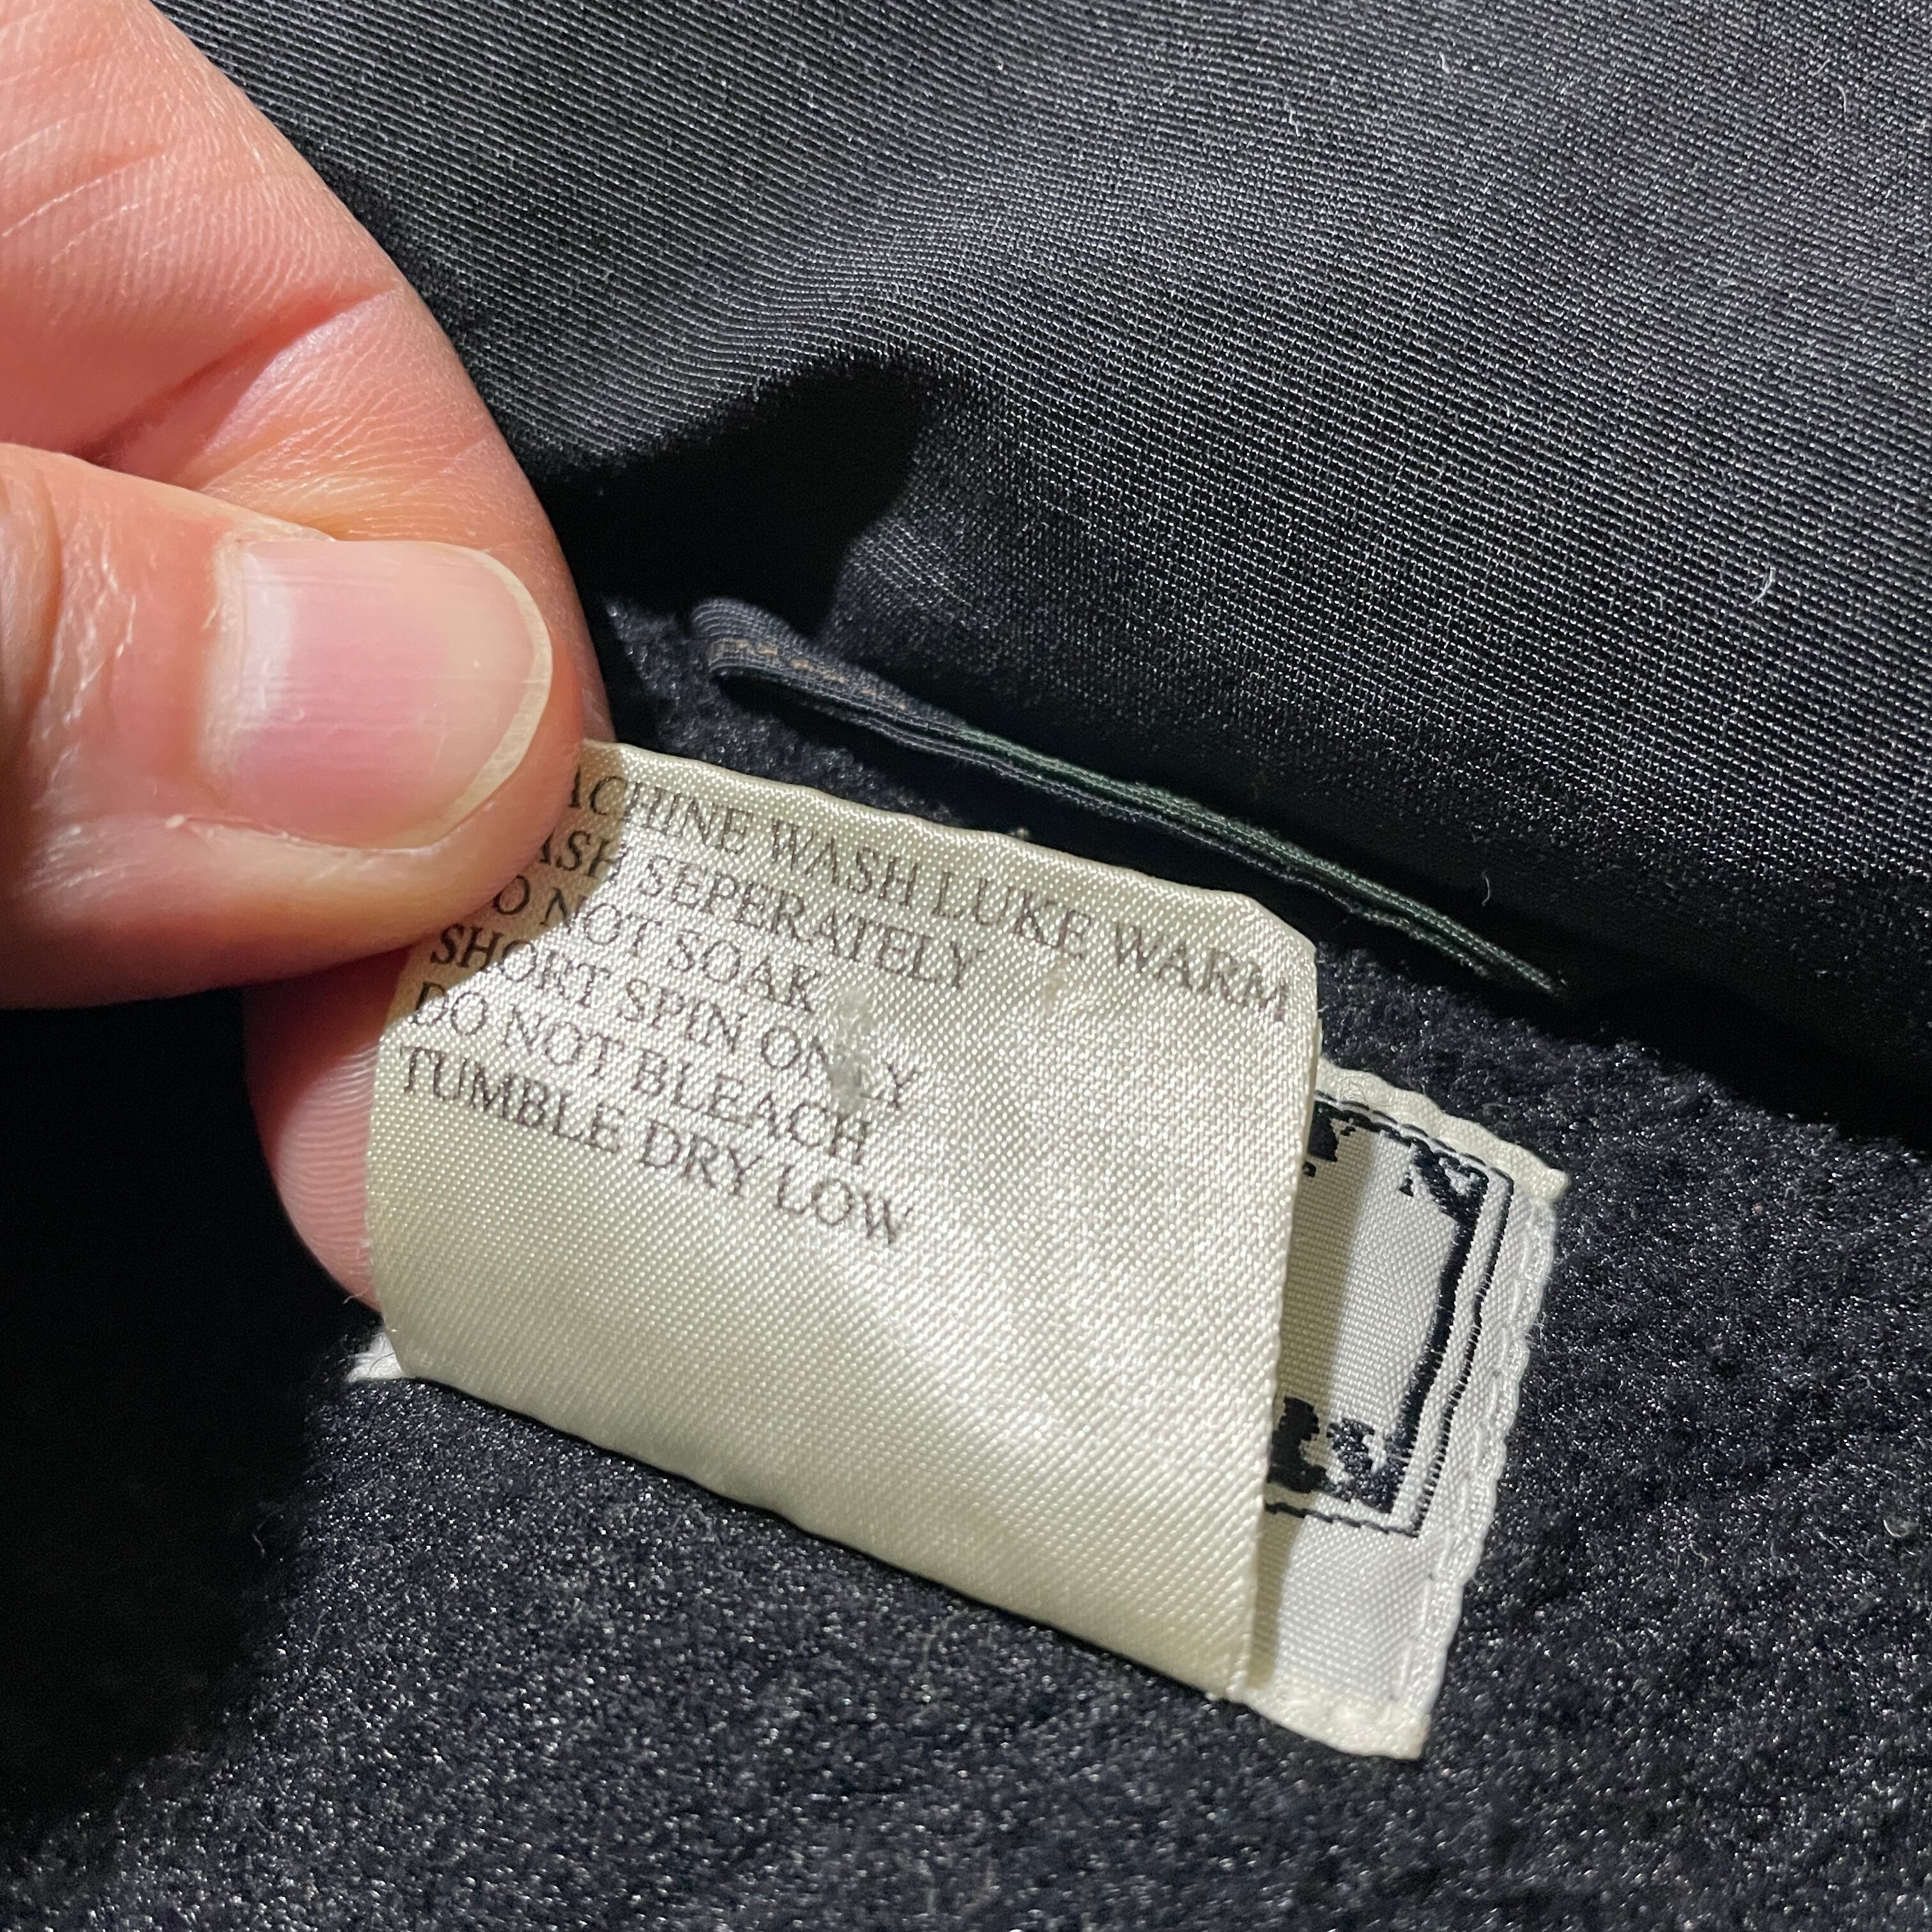 ACHINE WASH LUKE WARM
ASH SEPERATELY
O NOT SOAK
SHORT SPIN ONLY
DO NOT BLEACH
TUMBLE DRY LOW